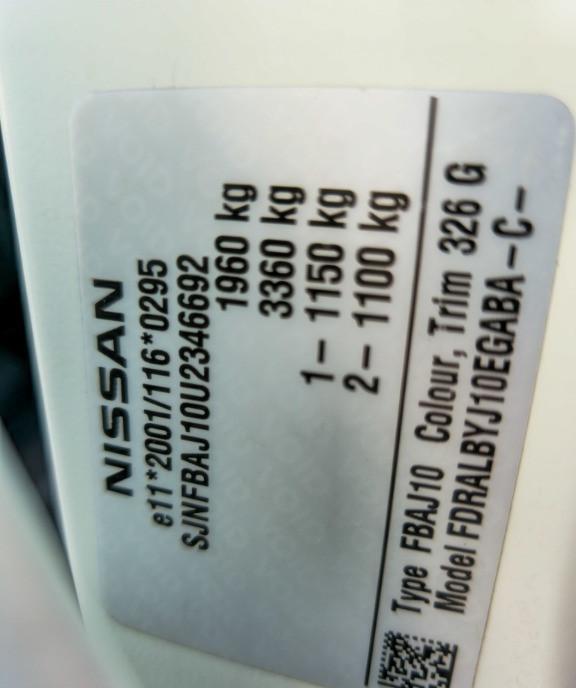 NISSAN
e11*2001/116*0295
SJNFBAJ10U2346692
1960 kg
3360 kg
1- 1150 kg
2- 1100 kg
Type FBAJ10 Colour, Trim 326 G
Model FDRALBYJ10EGABA-C-